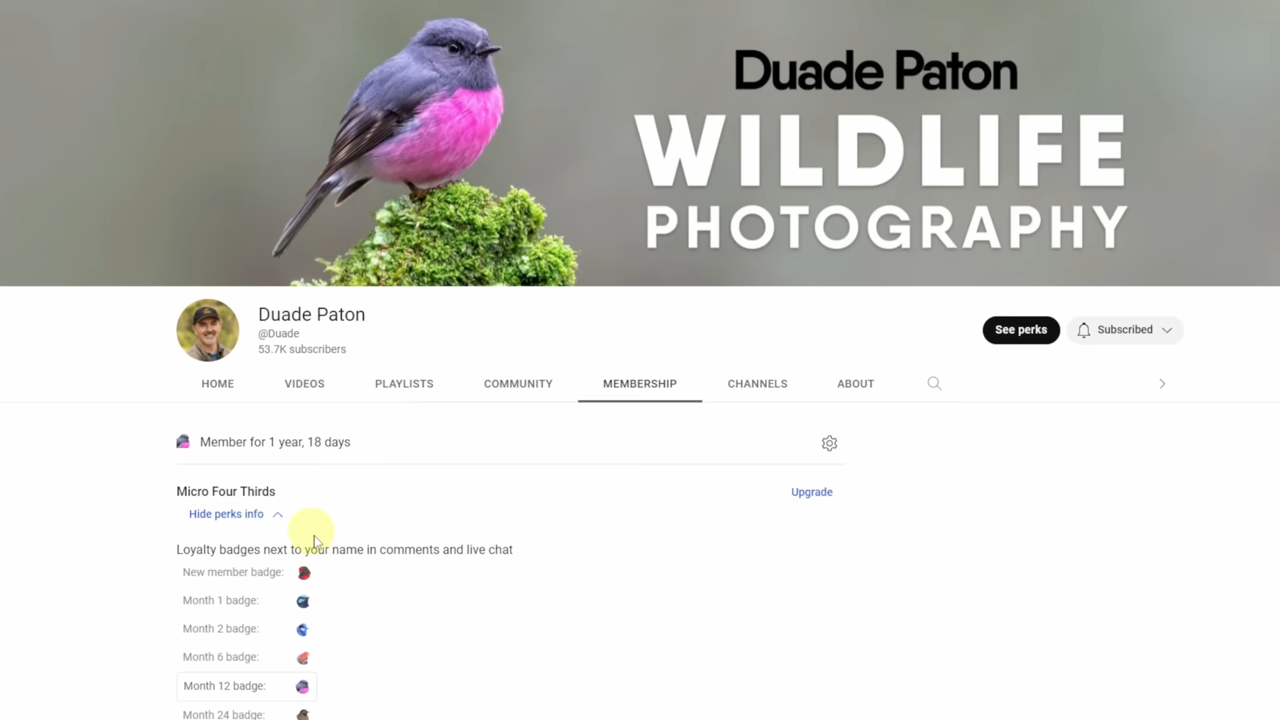 Duade Paton
WILDLIFE
PHOTOGRAPHY
Duade Paton
@Duade
53.7K subscribers
See perks
Subscribed
HOME VIDEOS PLAYLISTS COMMUNITY MEMBERSHIP CHANNELS ABOUT
Member for 1 year, 18 days
Micro Four Thirds
Upgrade
Hide perks info
Loyalty badges next to your name in comments and live chat
New member badge:
Month 1 badge:
Month 2 badge:
Month 6 badge:
Month 12 badge:
Month 24 badge: